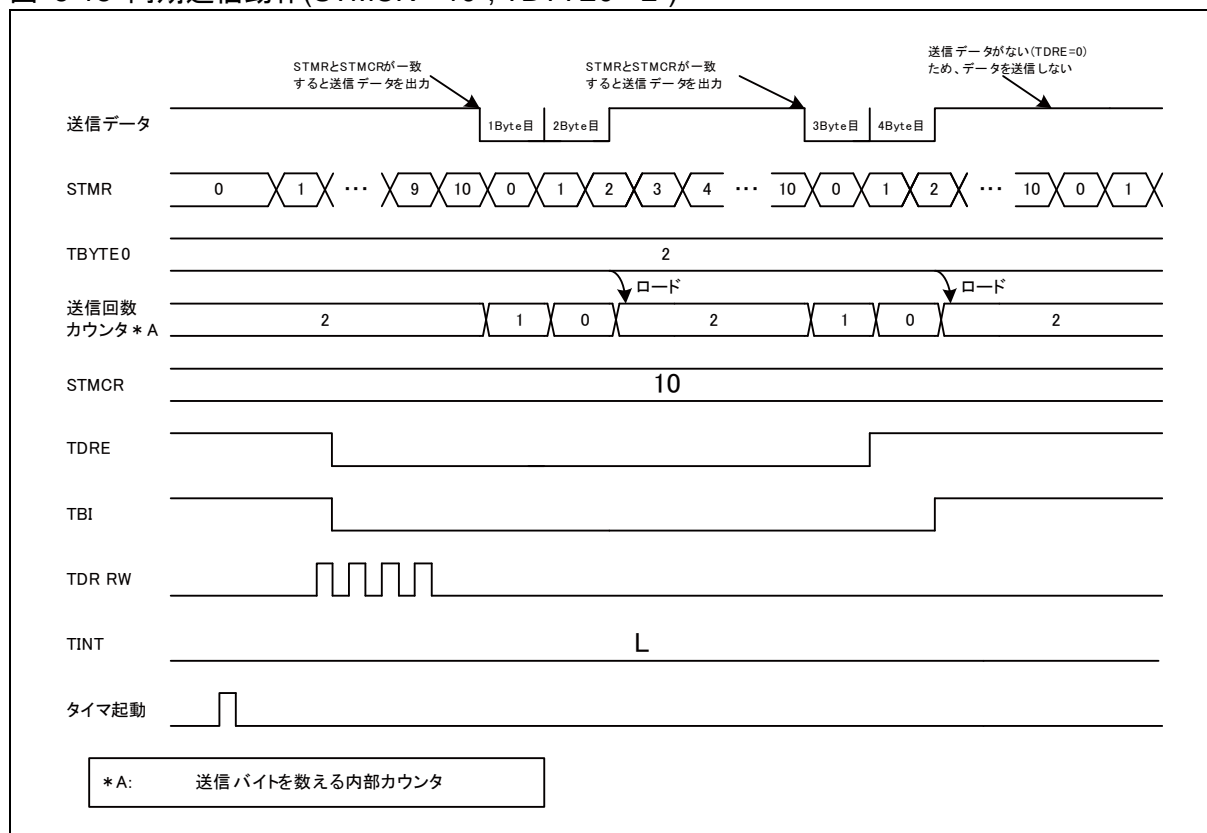 STMRとSTMCRが一致
すると送信データを出力
STMRとSTMCRが一致
すると送信データを出力
送信データがない(TDRE=0)
ため、データを送信しない
送信データ
1Byte目 2Byte目 3Byte目 4Byte目
STMR 0 1 ··· 9 10 0 1 2 3 4 ··· 10 0 1 2 ··· 10 0 1
TBYTE0 2
ロード ロード
送信回数
カウンタ*A 2 1 0 2 1 0 2
STMCR 10
TDRE
TBI
TDR RW
TINT L
タイマ起動
*A: 送信バイトを数える内部カウンタ